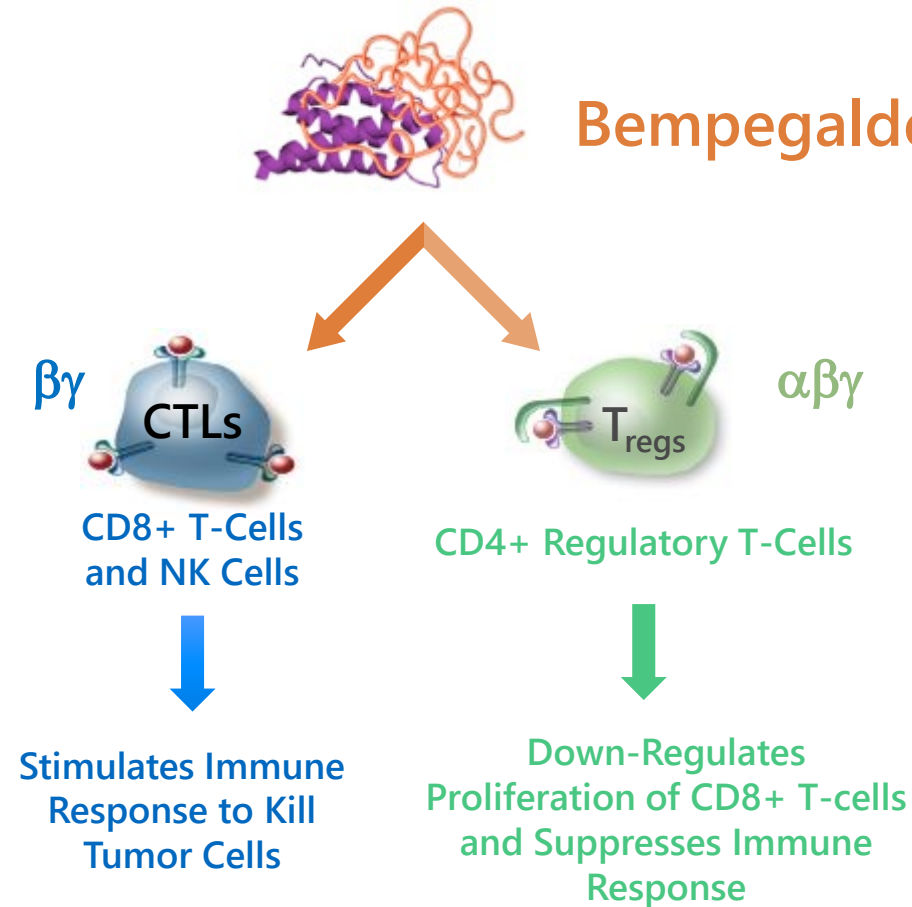 Bempegalde
βγ
CTLs
Tregs
αβγ
CD8+ T-Cells
and NK Cells
CD4+ Regulatory T-Cells
Stimulates Immune
Response to Kill
Tumor Cells
Down-Regulates
Proliferation of CD8+ T-cells
and Suppresses Immune
Response